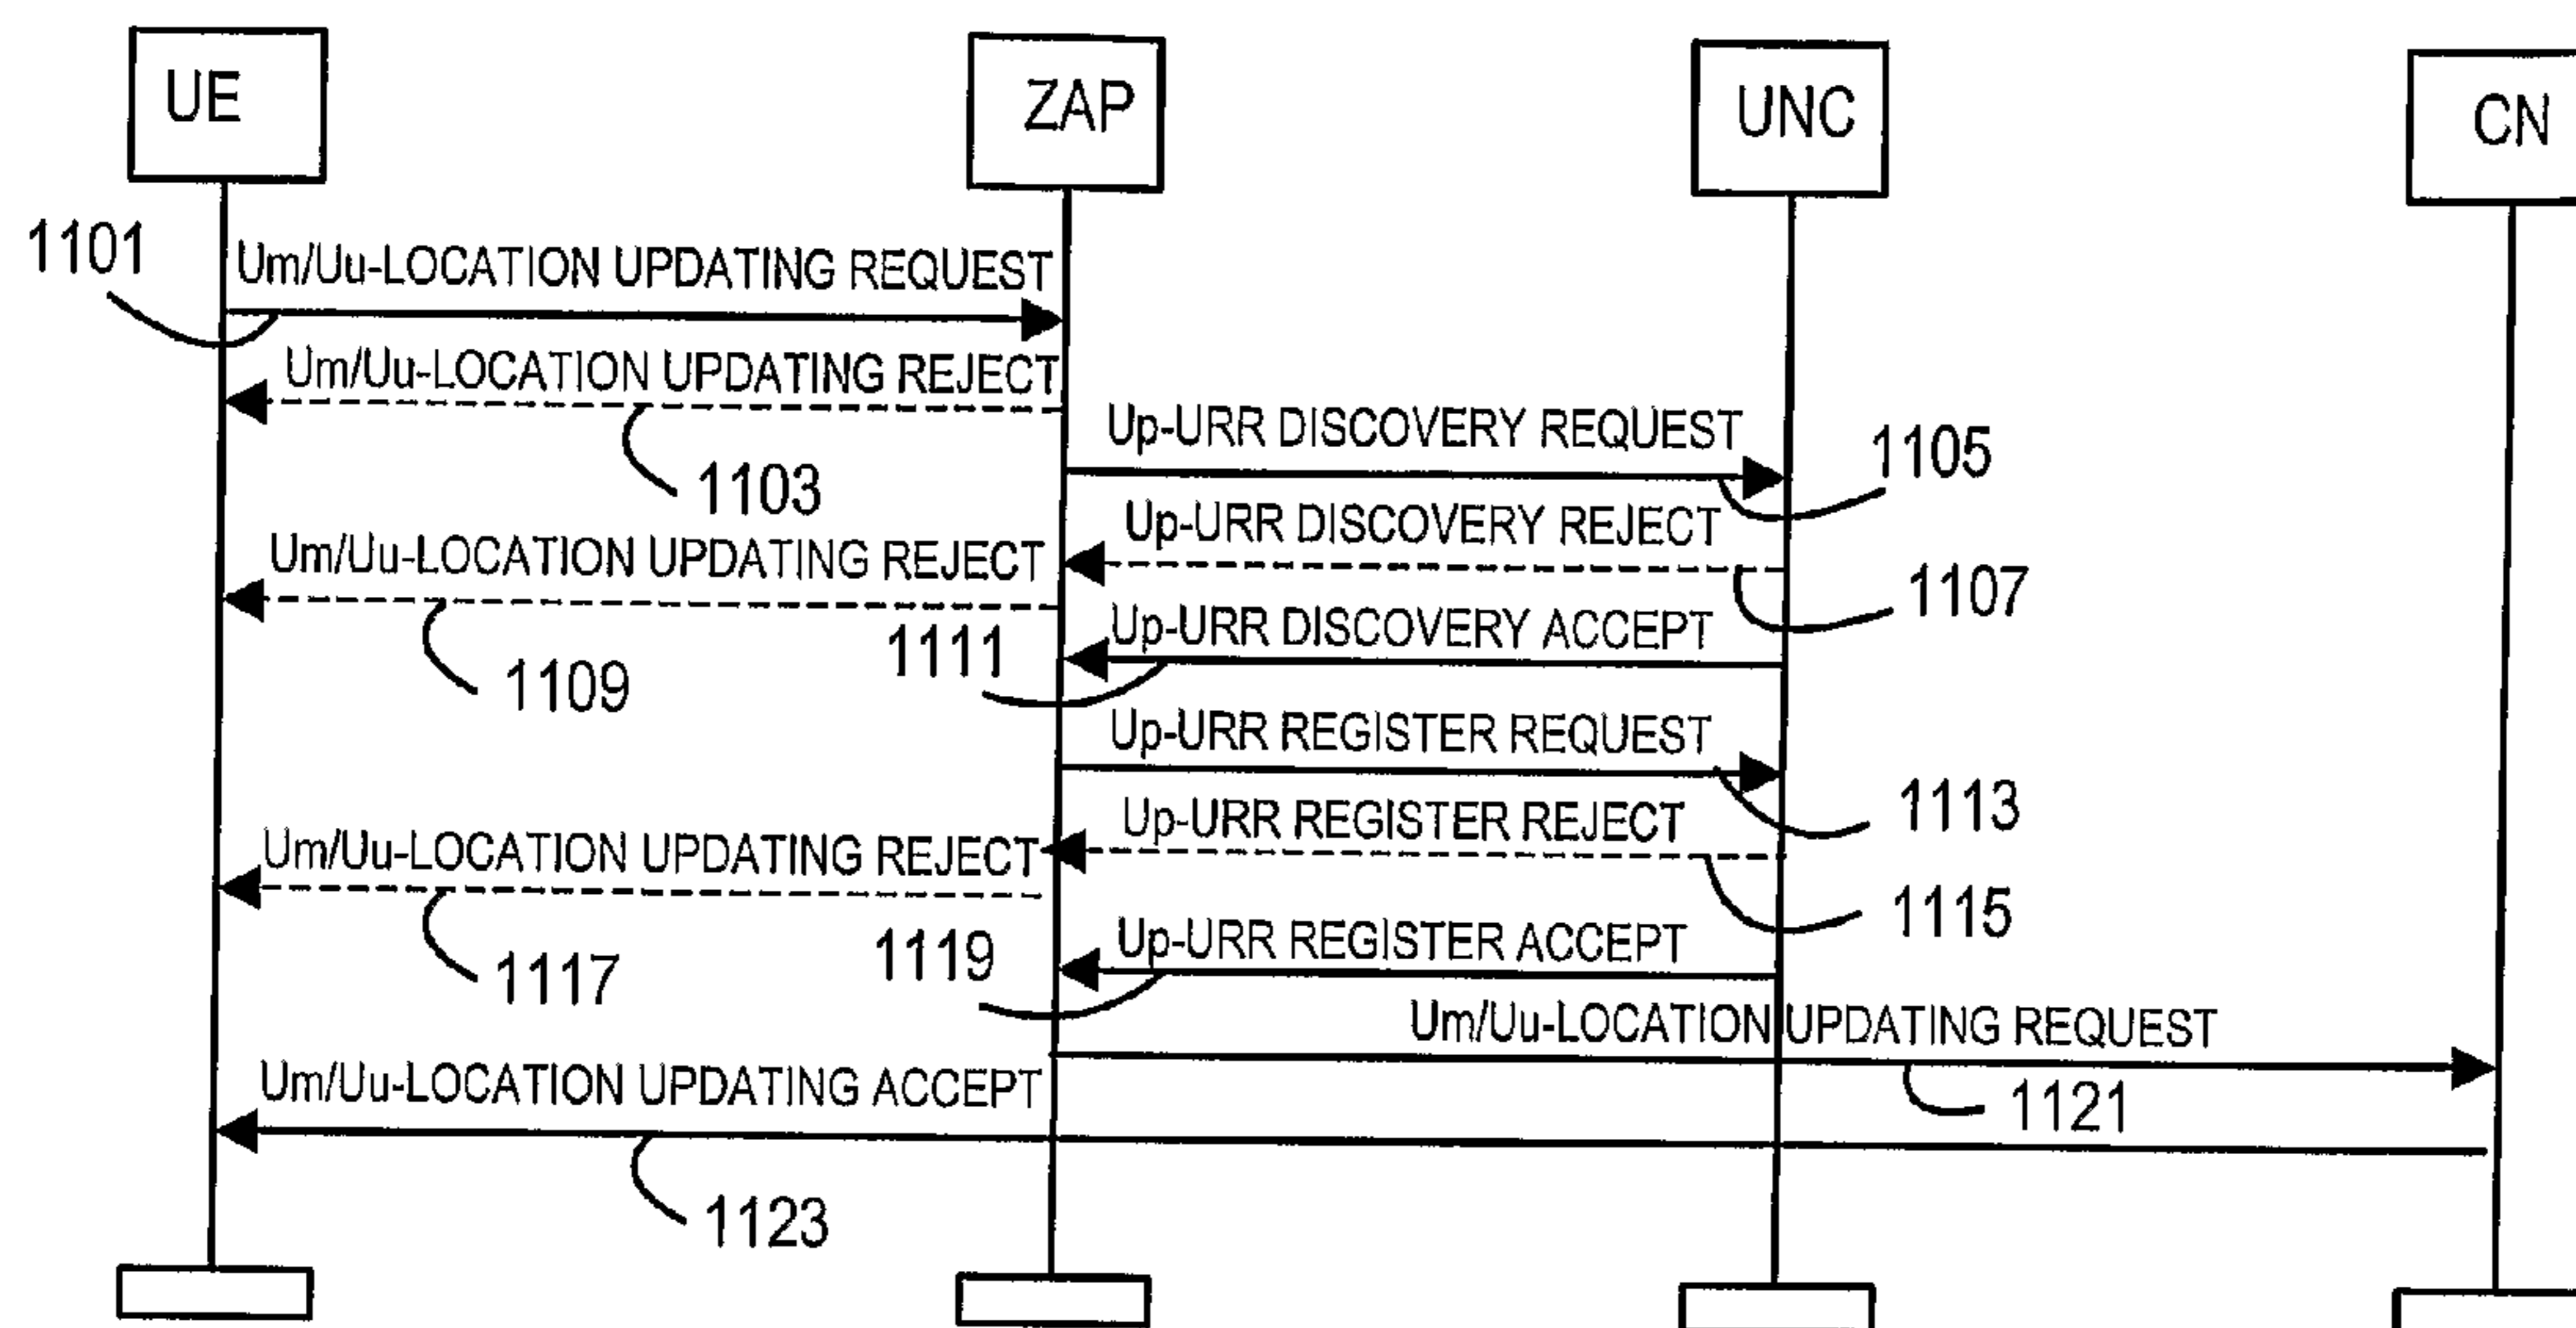 UE
ZAP
UNC
CN
1101
Um/Uu-LOCATION UPDATING REQUEST
Um/Uu-LOCATION UPDATING REJECT
1103
Up-URR DISCOVERY REQUEST
1105
Up-URR DISCOVERY REJECT
1107
Um/Uu-LOCATION UPDATING REJECT
1109
Up-URR DISCOVERY ACCEPT
1111
Up-URR REGISTER REQUEST
1113
Up-URR REGISTER REJECT
1115
Um/Uu-LOCATION UPDATING REJECT
1117
Up-URR REGISTER ACCEPT
1119
Um/Uu-LOCATION UPDATING REQUEST
1121
Um/Uu-LOCATION UPDATING ACCEPT
1123